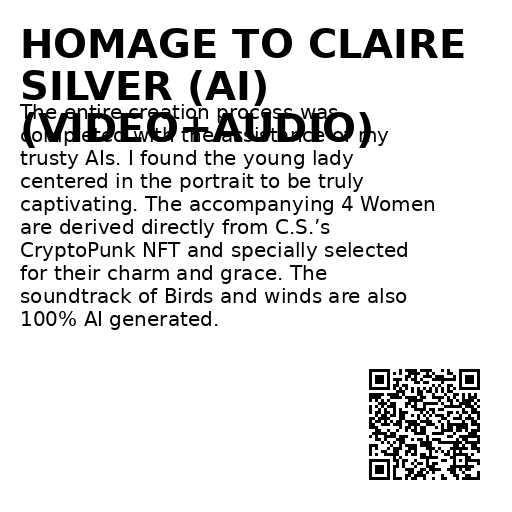 HOMAGE TO CLAIRE
SILVER (AI)
(VIDEO+AUDIO)
The entire creation process was
completed with the assistance of my
trusty AIs. I found the young lady
centered in the portrait to be truly
captivating. The accompanying 4 Women
are derived directly from C.S.’s
CryptoPunk NFT and specially selected
for their charm and grace. The
soundtrack of Birds and winds are also
100% AI generated.